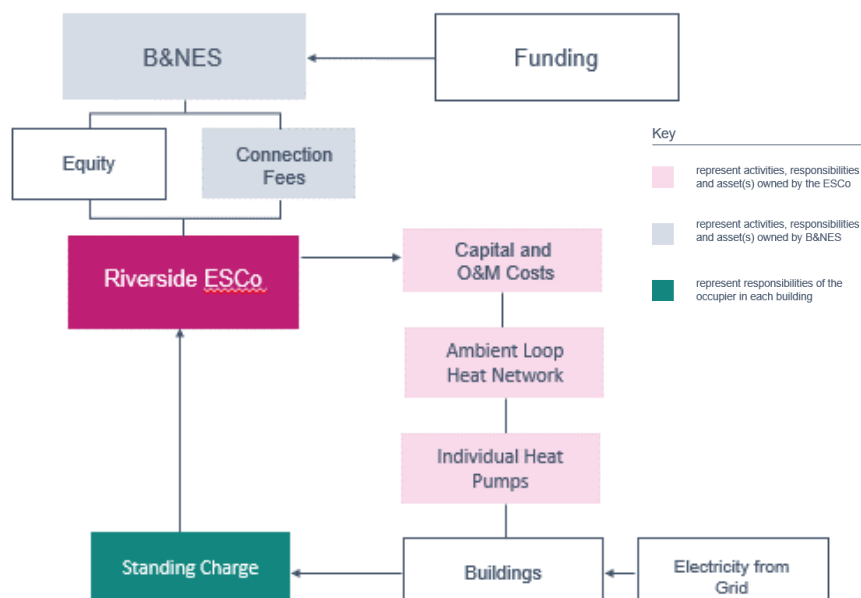 B&NES
Funding
Equity
Connection
Fees
Key
represent activities, responsibilities
and asset(s) owned by the ESCo
represent activities, responsibilities
and asset(s) owned by B&NES
represent responsibilities of the
occupier in each building
Riverside ESCo
Capital and
O&M Costs
Ambient Loop
Heat Network
Individual Heat
Pumps
Standing Charge
Buildings
Electricity from
Grid